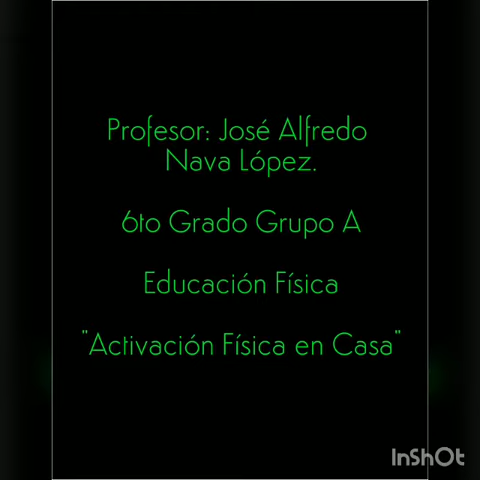 Profesor: José Alfredo
Nava López.
6to Grado Grupo A
Educación Física
"Activación Física en Casa"
InShOt